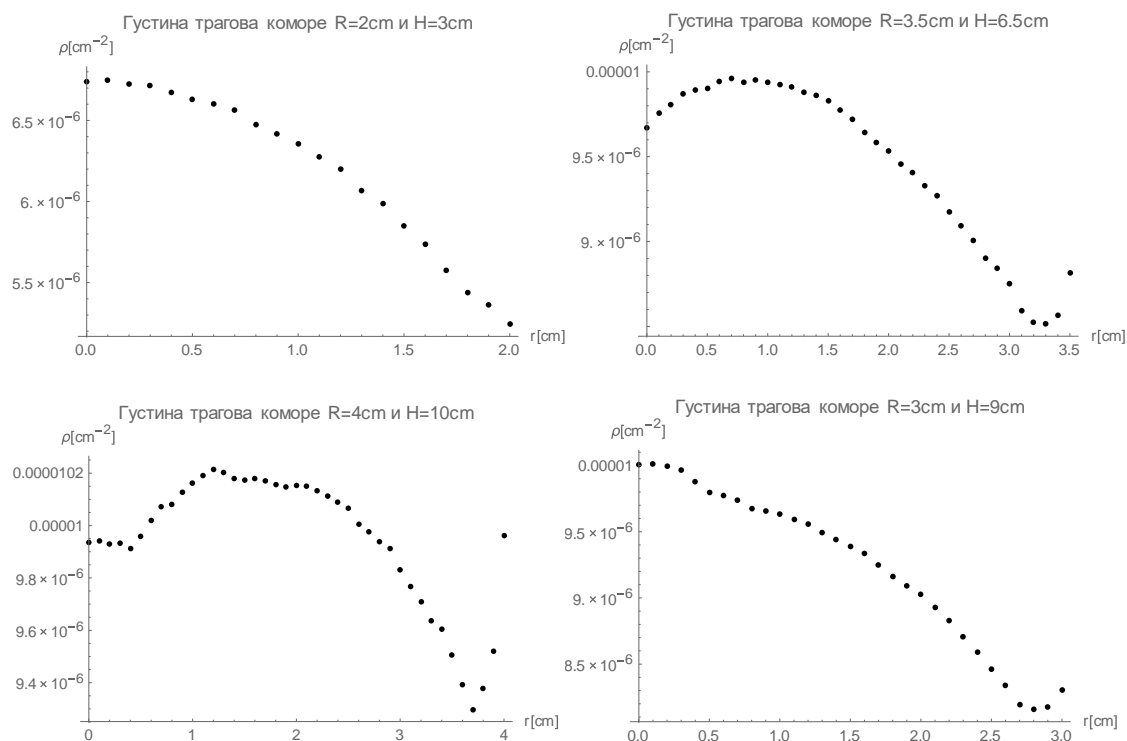 Густина трагова коморе R=2cm и H=3cm
ρ[cm⁻²]
6.5 × 10⁻⁶
6. × 10⁻⁶
5.5 × 10⁻⁶
0.0 0.5 1.0 1.5 2.0 r[cm]
Густина трагова коморе R=3.5cm и H=6.5cm
ρ[cm⁻²]
0.00001
9.5 × 10⁻⁶
9. × 10⁻⁶
0.0 0.5 1.0 1.5 2.0 2.5 3.0 3.5 r[cm]
Густина трагова коморе R=4cm и H=10cm
ρ[cm⁻²]
0.0000102
0.00001
9.8 × 10⁻⁶
9.6 × 10⁻⁶
9.4 × 10⁻⁶
0 1 2 3 4 r[cm]
Густина трагова коморе R=3cm и H=9cm
ρ[cm⁻²]
0.00001
9.5 × 10⁻⁶
9. × 10⁻⁶
8.5 × 10⁻⁶
0.0 0.5 1.0 1.5 2.0 2.5 3.0 r[cm]